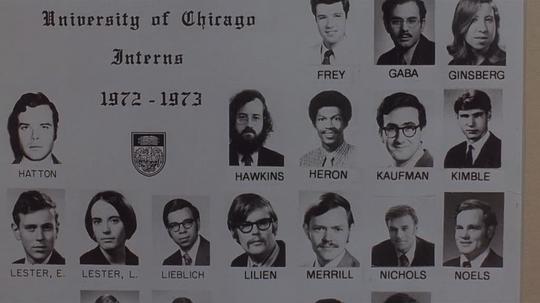 University of Chicago
Interns
1972 - 1973
FREY GABA GINSBERG
HATTON HAWKINS HERON KAUFMAN KIMBLE
LESTER, E. LESTER, L. LIEBLICH LILIEN MERRILL NICHOLS NOELS